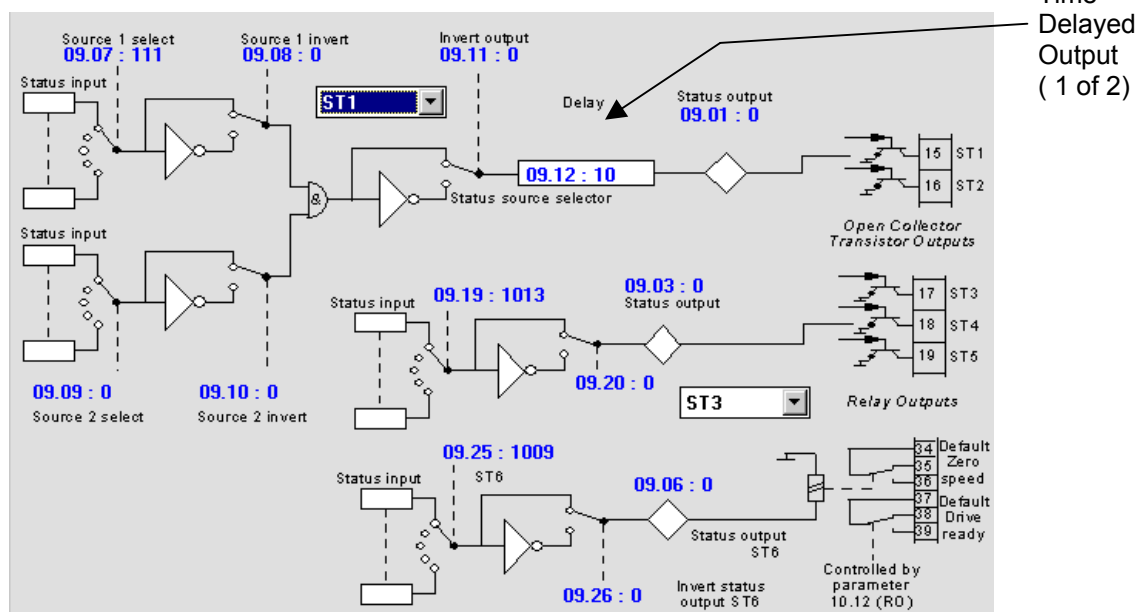 Time
Delayed
Output
( 1 of 2)
Source 1 select
09.07 : 111
Source 1 invert
09.08 : 0
Invert output
09.11 : 0
Status input
ST1
Delay
Status output
09.01 : 0
09.12 : 10
Status source selector
&
15 ST1
16 ST2
Open Collector
Transistor Outputs
Status input
09.09 : 0
Source 2 select
09.10 : 0
Source 2 invert
Status input
09.19 : 1013
09.03 : 0
Status output
09.20 : 0
ST3
17 ST3
18 ST4
19 ST5
Relay Outputs
09.25 : 1009
ST6
Status input
09.06 : 0
Status output
ST6
09.26 : 0
Invert status
output ST6
34 Default
35 Zero
36 speed
37 Default
38 Drive
39 ready
Controlled by
parameter
10.12 (RO)